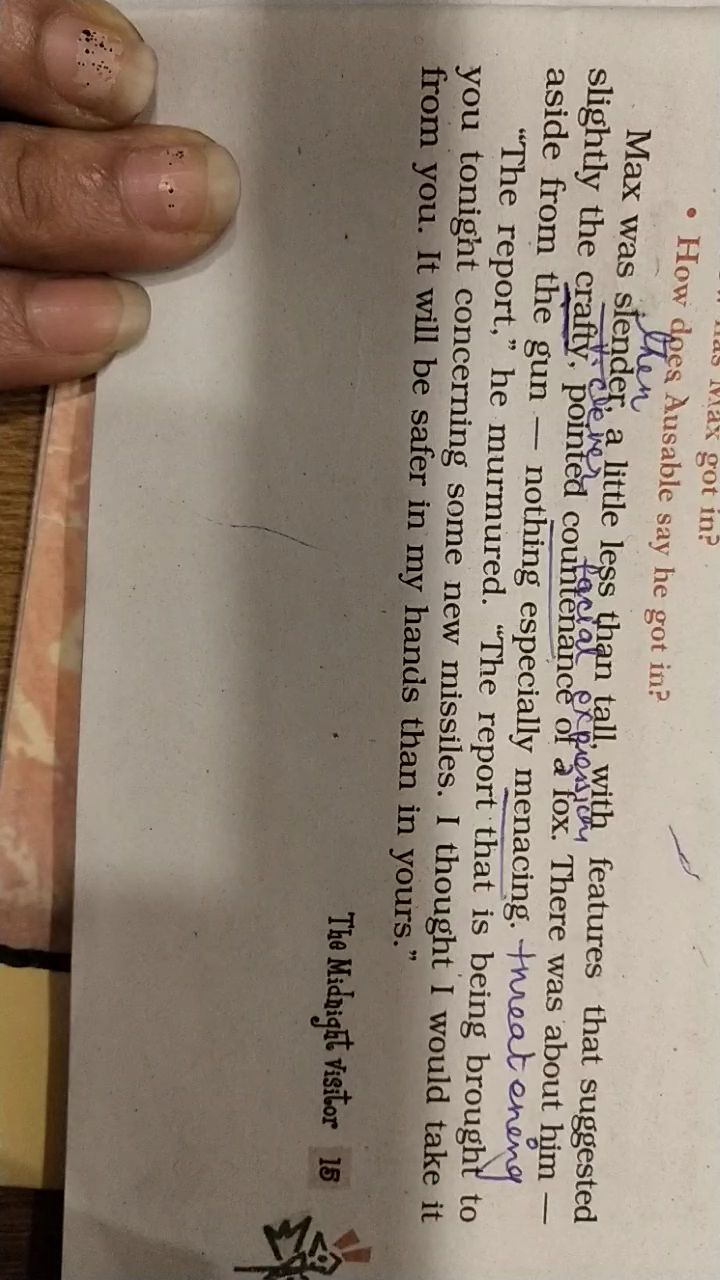 Max got in?
• How does Ausable say he got in?
then
Max was slender, a little less than tall, with features that suggested
clever facial expression
slightly the crafty, pointed countenance of a fox. There was about him —
aside from the gun — nothing especially menacing. threatening
“The report,” he murmured. “The report that is being brought to
you tonight concerning some new missiles. I thought I would take it
from you. It will be safer in my hands than in yours.”
The Midnight Visitor 15